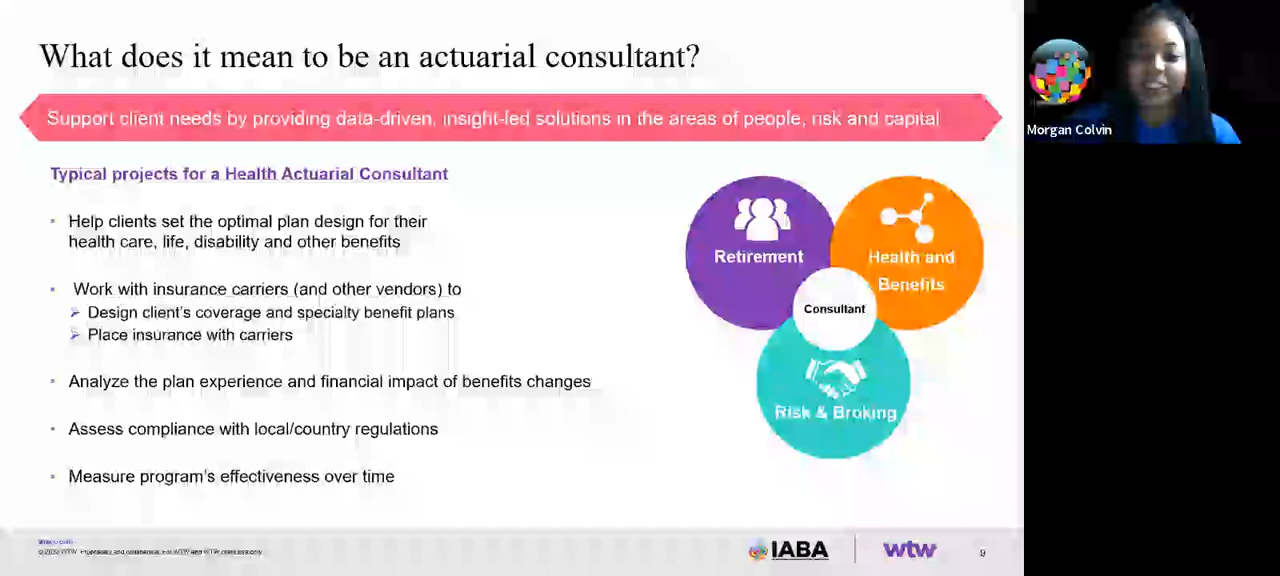 What does it mean to be an actuarial consultant?
Support client needs by providing data-driven, insight-led solutions in the areas of people, risk and capital
Typical projects for a Health Actuarial Consultant
Help clients set the optimal plan design for their
health care, life, disability and other benefits
Work with insurance carriers (and other vendors) to
Design client's coverage and specialty benefit plans
Place insurance with carriers
Analyze the plan experience and financial impact of benefits changes
Assess compliance with local/country regulations
Measure program's effectiveness over time
Retirement
Health and
Benefits
Consultant
Risk & Broking
IABA
wtw
9
Morgan Colvin